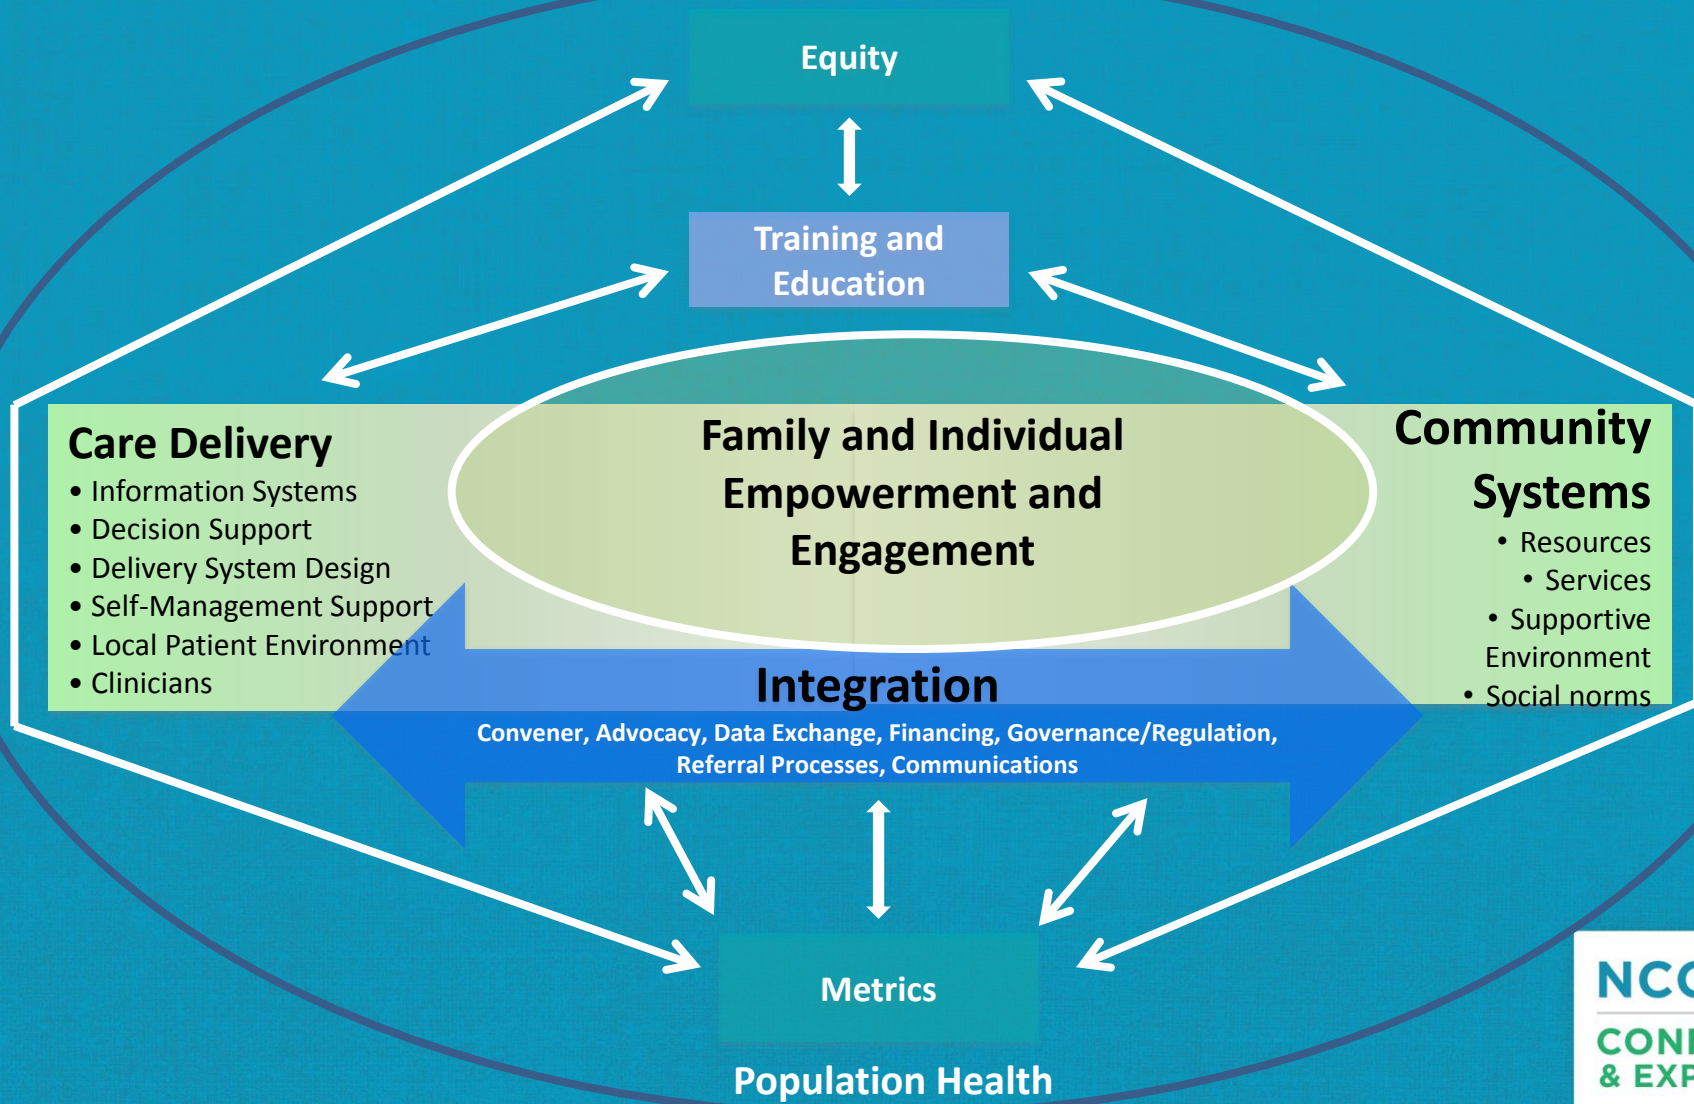 Equity
Training and
Education
Care Delivery
• Information Systems
• Decision Support
• Delivery System Design
• Self-Management Support
• Local Patient Environment
• Clinicians
Family and Individual
Empowerment and
Engagement
Community
Systems
• Resources
• Services
• Supportive
Environment
• Social norms
Integration
Convener, Advocacy, Data Exchange, Financing, Governance/Regulation,
Referral Processes, Communications
Metrics
Population Health
&